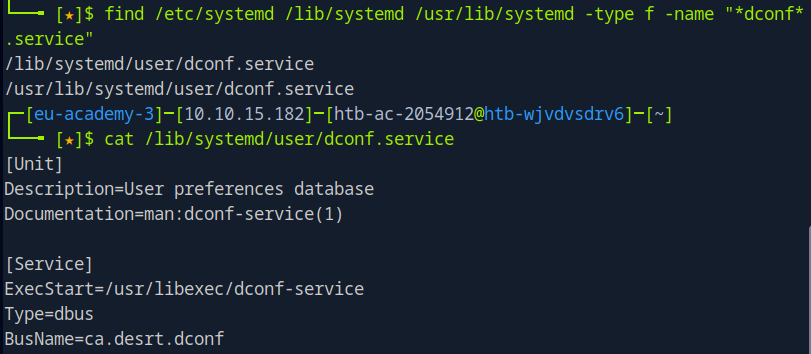 └──╼ [★]$ find /etc/systemd /lib/systemd /usr/lib/systemd -type f -name "*dconf*
.service"
/lib/systemd/user/dconf.service
/usr/lib/systemd/user/dconf.service
┌─[eu-academy-3]─[10.10.15.182]─[htb-ac-2054912@htb-wjvdvsdrv6]─[~]
└──╼ [★]$ cat /lib/systemd/user/dconf.service
[Unit]
Description=User preferences database
Documentation=man:dconf-service(1)

[Service]
ExecStart=/usr/libexec/dconf-service
Type=dbus
BusName=ca.desrt.dconf